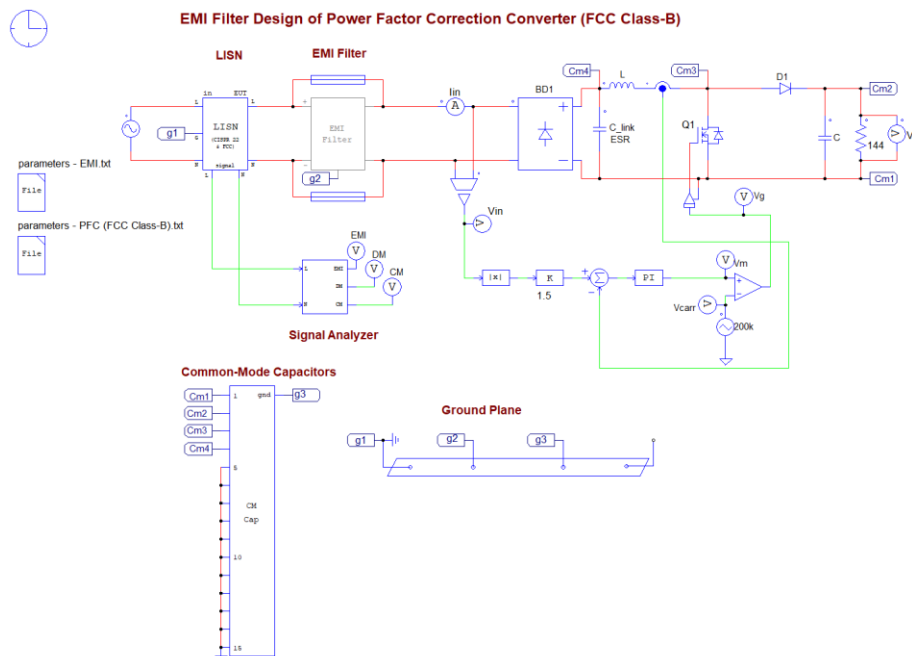 EMI Filter Design of Power Factor Correction Converter (FCC Class-B)
LISN
EMI Filter
in
EUT
L
L
LISN
(CISPR 22
& FCC)
G
N
N
signal
L
N
g1
+
+
EMI
Filter
-
-
g2
Iin
A
BD1
+
-
Cm4
L
Cm3
D1
Cm2
C_link
ESR
Q1
C
144
V
V
Cm1
V
Vg
parameters - EMI.txt
File
parameters - PFC (FCC Class-B).txt
File
V
Vin
EMI
V
DM
V
CM
V
L
EMI
DM
N
CM
|x|
K
1.5
+
Σ
-
PI
V
Vm
+
-
Vcarr
V
200k
Signal Analyzer
Common-Mode Capacitors
Cm1
Cm2
Cm3
Cm4
1
gnd
g3
5
CM
Cap
10
15
Ground Plane
g1
g2
g3